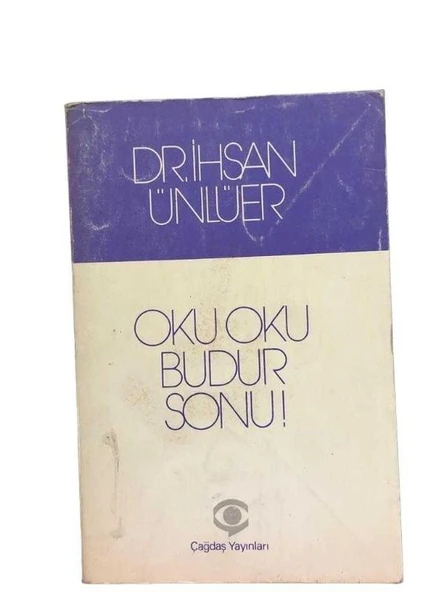 DR.İHSAN
ÜNLÜER
OKU OKU
BUDUR
SONU!
Çağdaş Yayınları